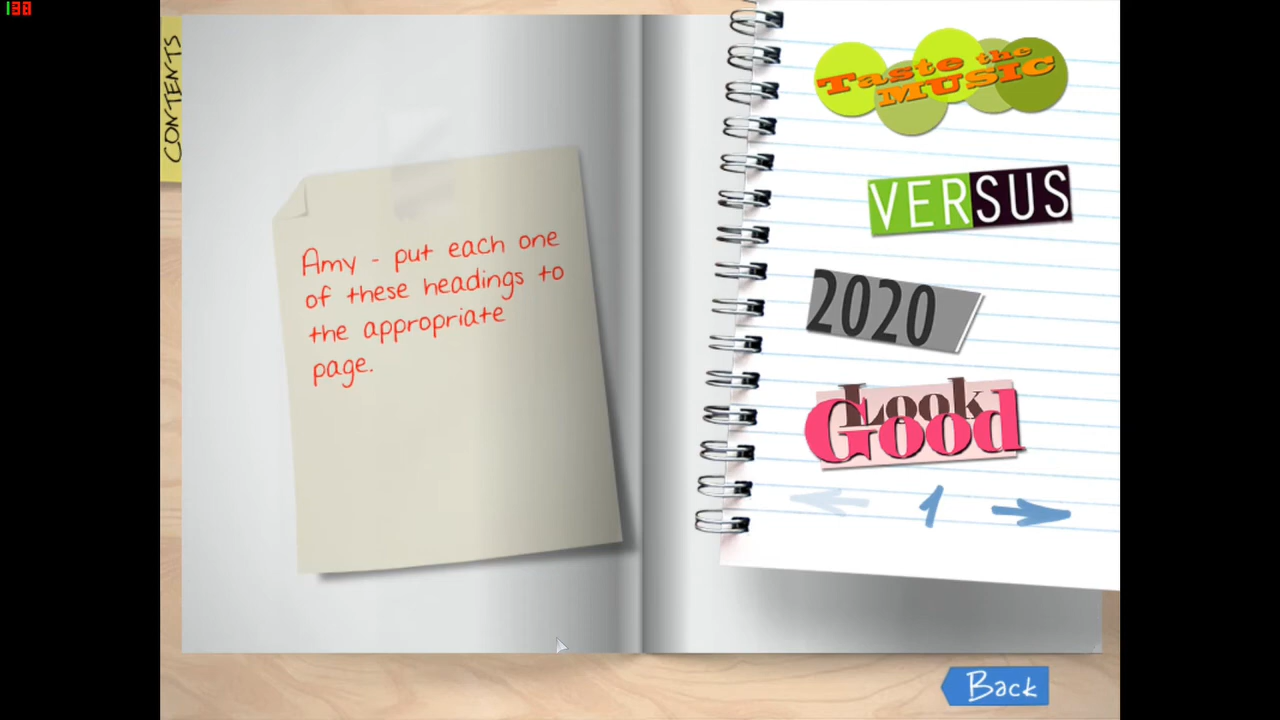 138
CONTENTS
Amy - put each one
of these headings to
the appropriate
page.
Taste the
MUSIC
VERSUS
2020
Look
Good
1
Back